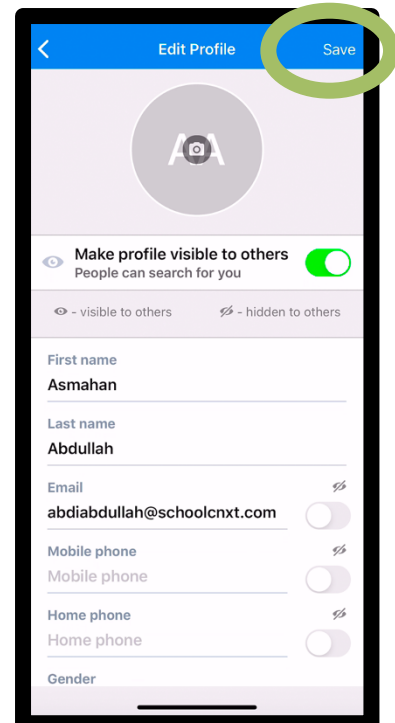 Edit Profile Save
AA
Make profile visible to others
People can search for you
- visible to others - hidden to others
First name
Asmahan
Last name
Abdullah
Email
abdiabdullah@schoolcnxt.com
Mobile phone
Mobile phone
Home phone
Home phone
Gender